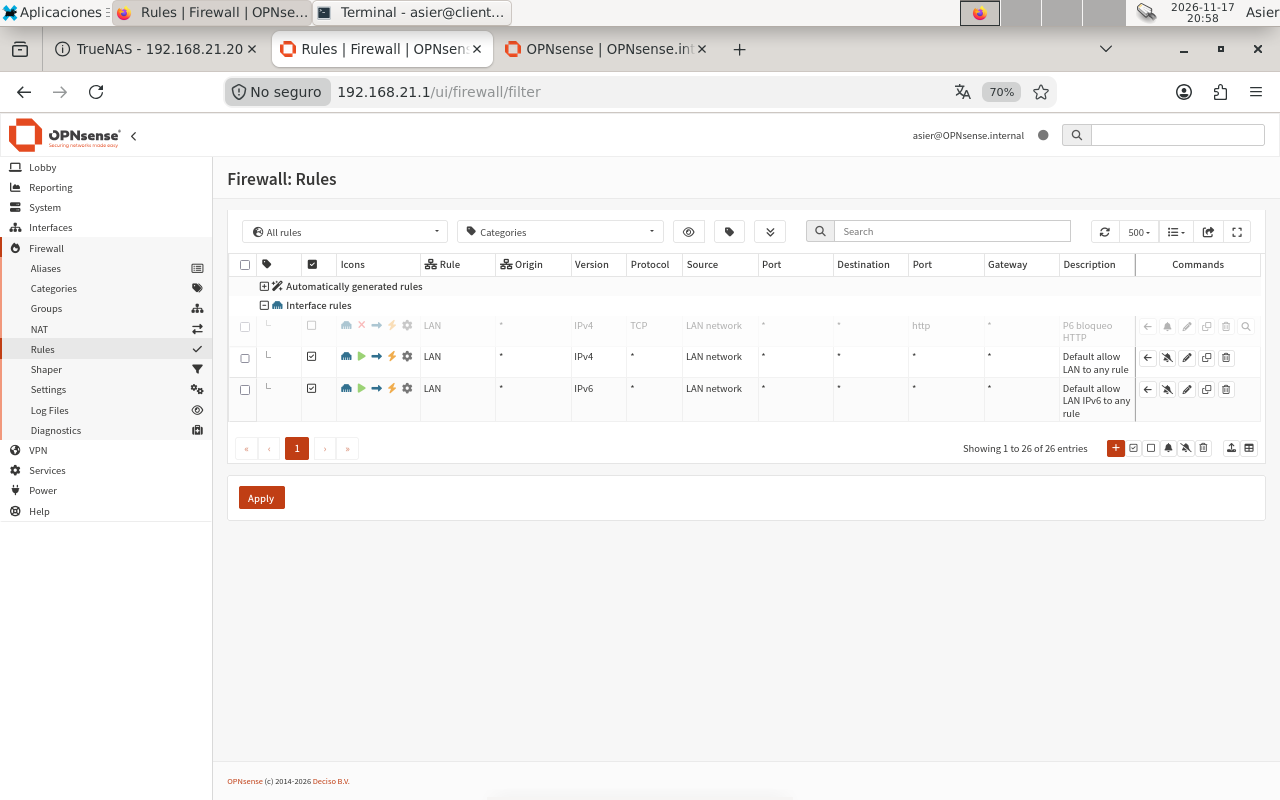 Aplicaciones
Rules | Firewall | OPNse...
Terminal - asier@client...
2026-11-17
20:58
Asier
TrueNAS - 192.168.21.20
Rules | Firewall | OPNsen
OPNsense | OPNsense.int
No seguro
192.168.21.1/ui/firewall/filter
70%
OPNsense
Securing networks made easy
asier@OPNsense.internal
Lobby
Reporting
System
Interfaces
Firewall
Aliases
Categories
Groups
NAT
Rules
Shaper
Settings
Log Files
Diagnostics
VPN
Services
Power
Help
Firewall: Rules
All rules
Categories
Search
500
Icons Rule Origin Version Protocol Source Port Destination Port Gateway Description Commands
Automatically generated rules
Interface rules
LAN * IPv4 TCP LAN network * * http * P6 bloqueo
HTTP
LAN * IPv4 * LAN network * * * * Default allow
LAN to any rule
LAN * IPv6 * LAN network * * * * Default allow
LAN IPv6 to any
rule
« ‹ 1 › »
Showing 1 to 26 of 26 entries
Apply
OPNsense (c) 2014-2026 Deciso B.V.